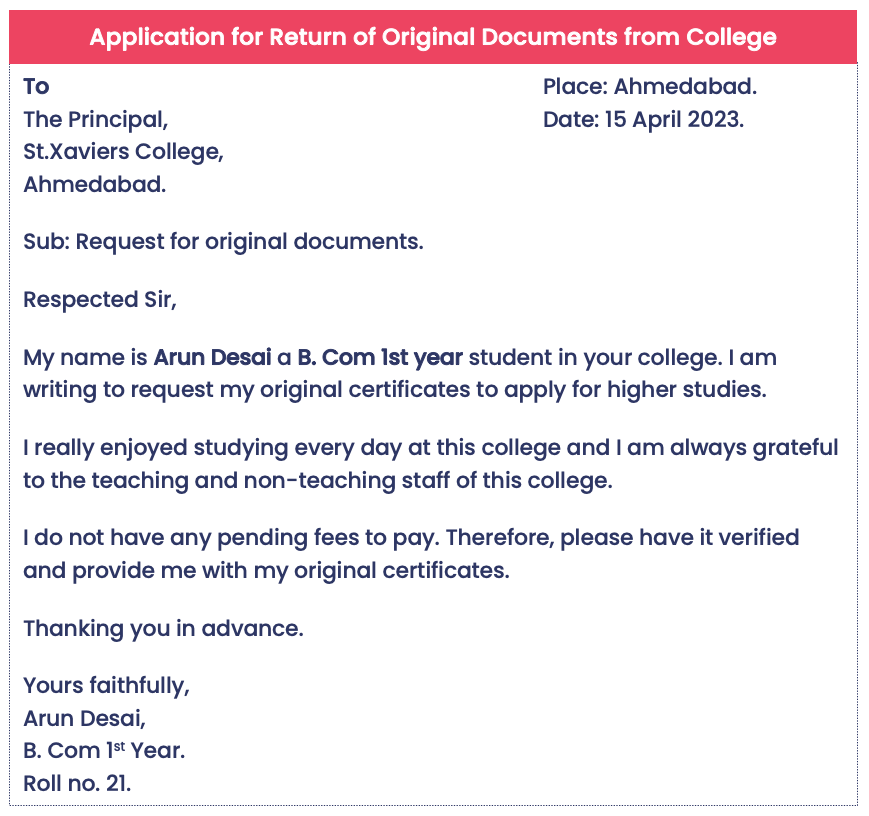 Application for Return of Original Documents from College
To
Place: Ahmedabad.
The Principal,
Date: 15 April 2023.
St.Xaviers College,
Ahmedabad.
Sub: Request for original documents.
Respected Sir,
My name is Arun Desai a B. Com 1st year student in your college. I am
writing to request my original certificates to apply for higher studies.
I really enjoyed studying every day at this college and I am always grateful
to the teaching and non-teaching staff of this college.
I do not have any pending fees to pay. Therefore, please have it verified
and provide me with my original certificates.
Thanking you in advance.
Yours faithfully,
Arun Desai,
B. Com 1st Year.
Roll no. 21.